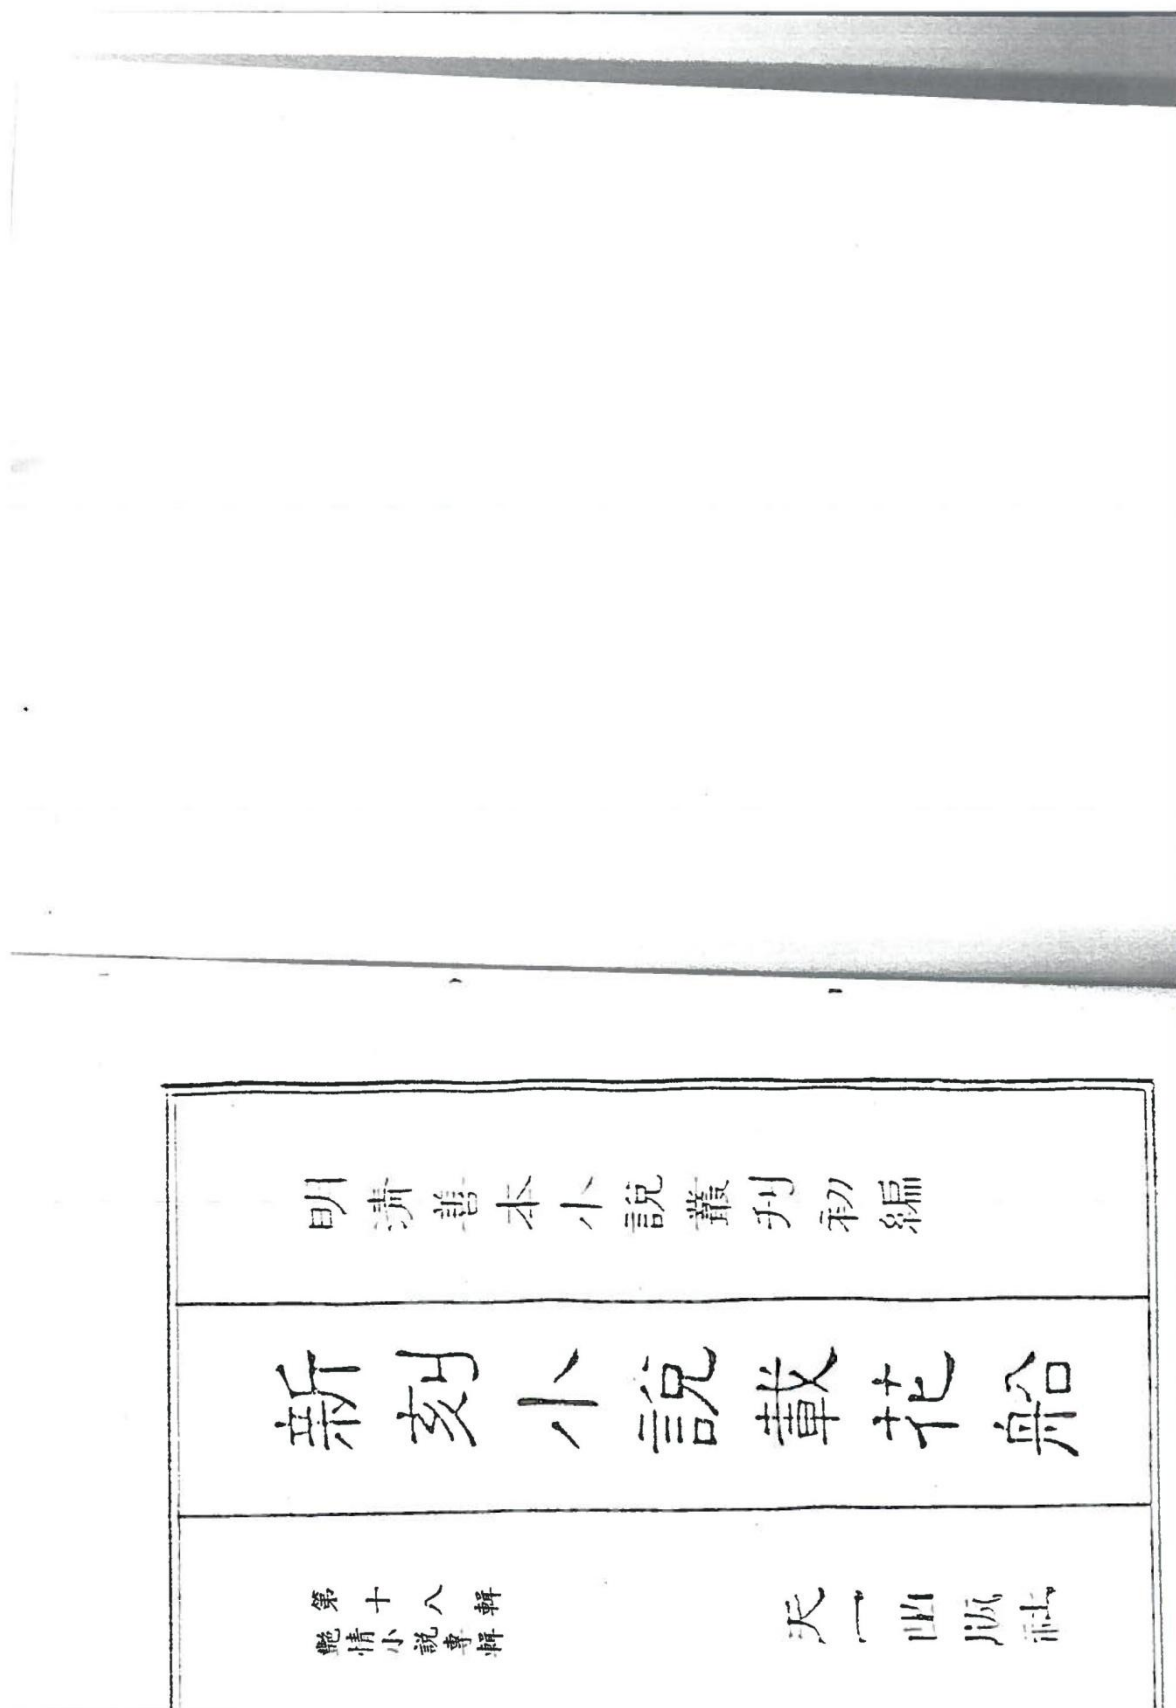 明清善本小說叢刊初編
新刻小說載花船
第十八輯
艷情小說專輯
天一出版社